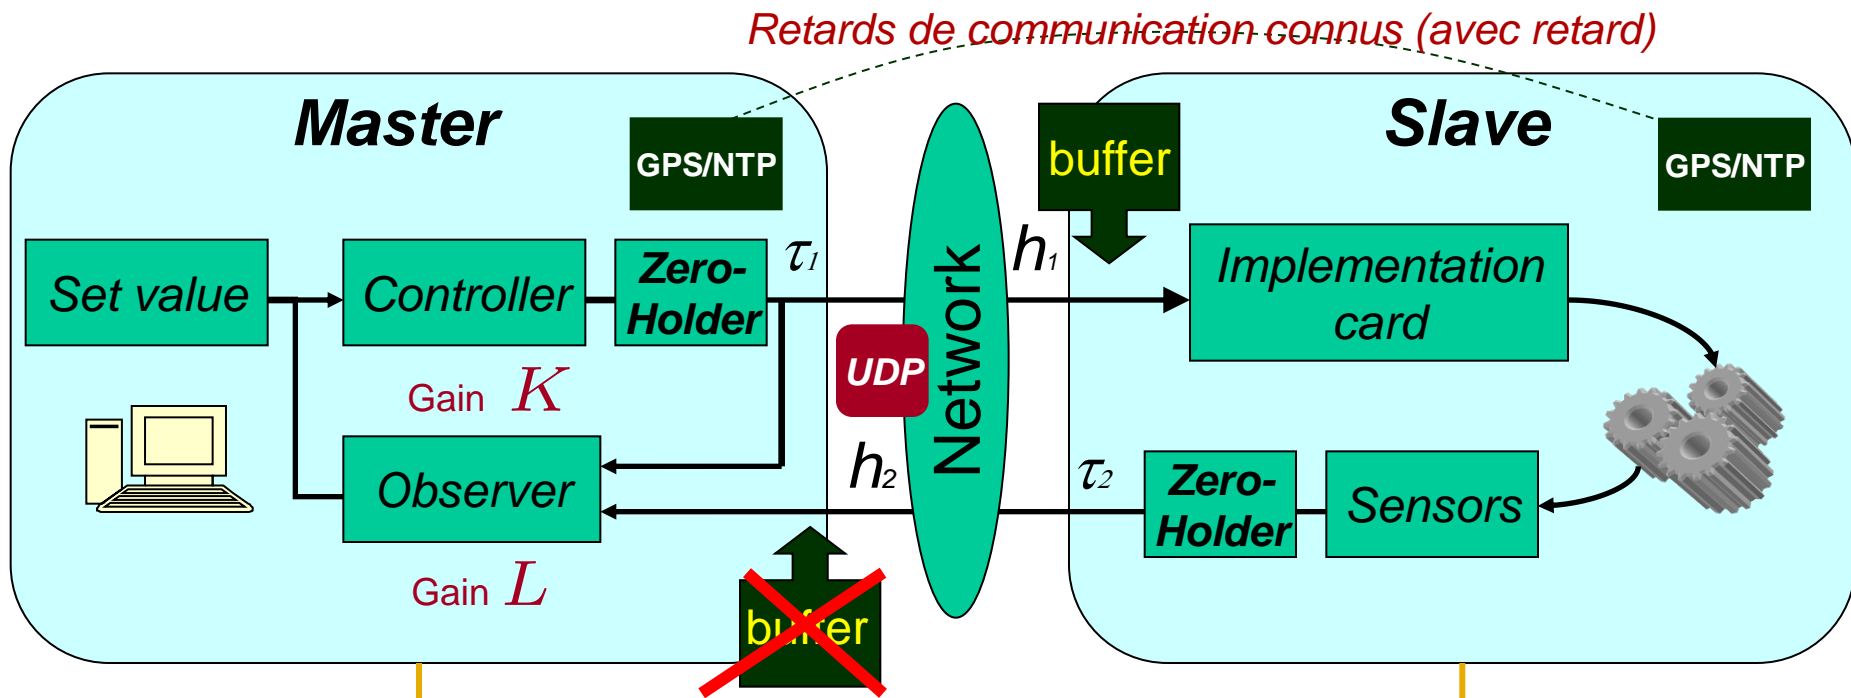 Retards de communication connus (avec retard)
Master
GPS/NTP
buffer
Slave
GPS/NTP
Set value
Controller
Zero-
Holder
τ1
Network
h1
Implementation
card
UDP
Gain K
Observer
h2
τ2
Zero-
Holder
Sensors
Gain L
buffer